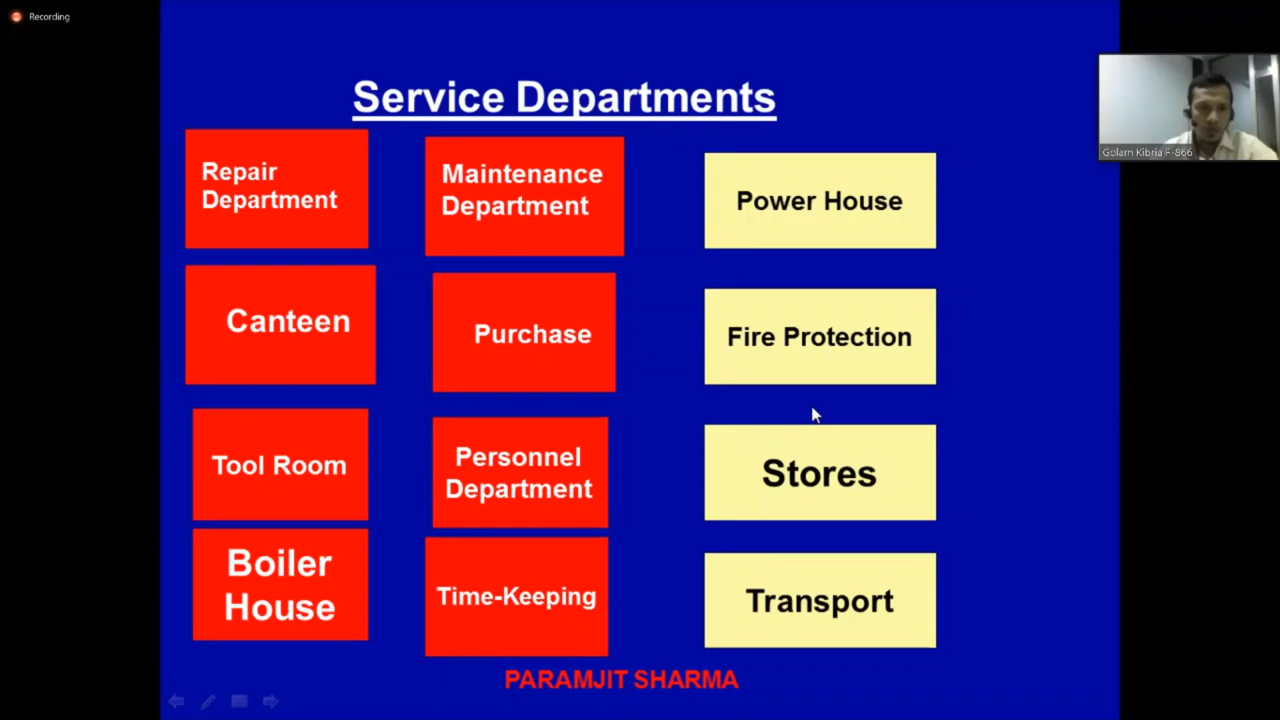 Recording
Service Departments
Repair
Department
Maintenance
Department
Power House
Canteen
Purchase
Fire Protection
Tool Room
Personnel
Department
Stores
Boiler
House
Time-Keeping
Transport
PARAMJIT SHARMA
Golam Kibria F-866